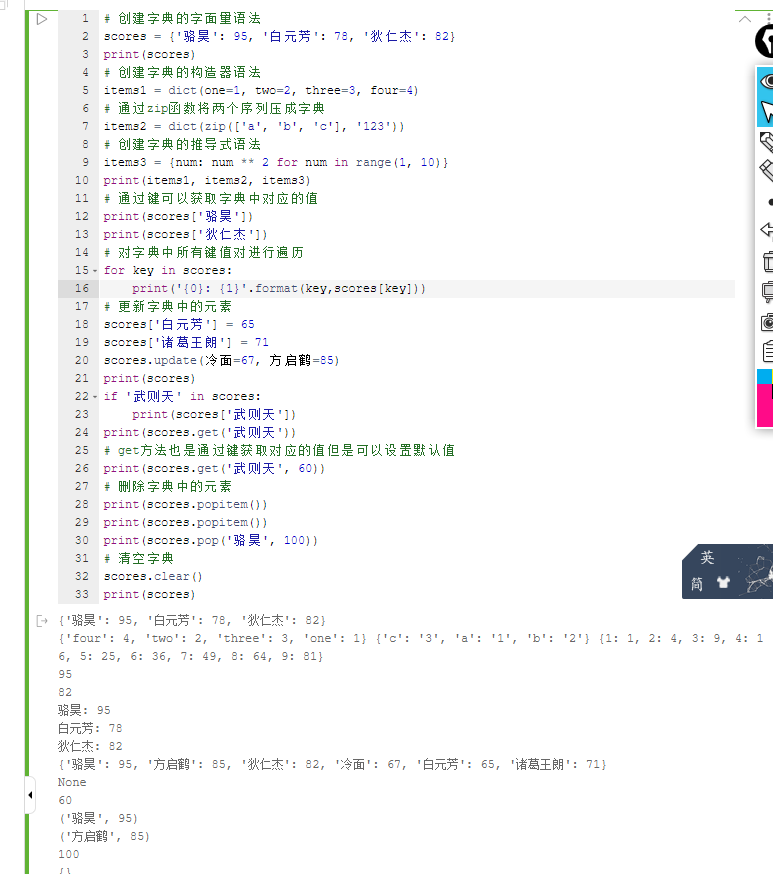 1 # 创建字典的字面量语法
2 scores = {'骆昊': 95, '白元芳': 78, '狄仁杰': 82}
3 print(scores)
4 # 创建字典的构造器语法
5 items1 = dict(one=1, two=2, three=3, four=4)
6 # 通过zip函数将两个序列压成字典
7 items2 = dict(zip(['a', 'b', 'c'], '123'))
8 # 创建字典的推导式语法
9 items3 = {num: num ** 2 for num in range(1, 10)}
10 print(items1, items2, items3)
11 # 通过键可以获取字典中对应的值
12 print(scores['骆昊'])
13 print(scores['狄仁杰'])
14 # 对字典中所有键值对进行遍历
15 for key in scores:
16     print('{0}: {1}'.format(key,scores[key]))
17 # 更新字典中的元素
18 scores['白元芳'] = 65
19 scores['诸葛王朗'] = 71
20 scores.update(冷面=67, 方启鹤=85)
21 print(scores)
22 if '武则天' in scores:
23     print(scores['武则天'])
24 print(scores.get('武则天'))
25 # get方法也是通过键获取对应的值但是可以设置默认值
26 print(scores.get('武则天', 60))
27 # 删除字典中的元素
28 print(scores.popitem())
29 print(scores.popitem())
30 print(scores.pop('骆昊', 100))
31 # 清空字典
32 scores.clear()
33 print(scores)
英
简
{'骆昊': 95, '白元芳': 78, '狄仁杰': 82}
{'four': 4, 'two': 2, 'three': 3, 'one': 1} {'c': '3', 'a': '1', 'b': '2'} {1: 1, 2: 4, 3: 9, 4: 1
6, 5: 25, 6: 36, 7: 49, 8: 64, 9: 81}
95
82
骆昊: 95
白元芳: 78
狄仁杰: 82
{'骆昊': 95, '方启鹤': 85, '狄仁杰': 82, '冷面': 67, '白元芳': 65, '诸葛王朗': 71}
None
60
('骆昊', 95)
('方启鹤', 85)
100
{}